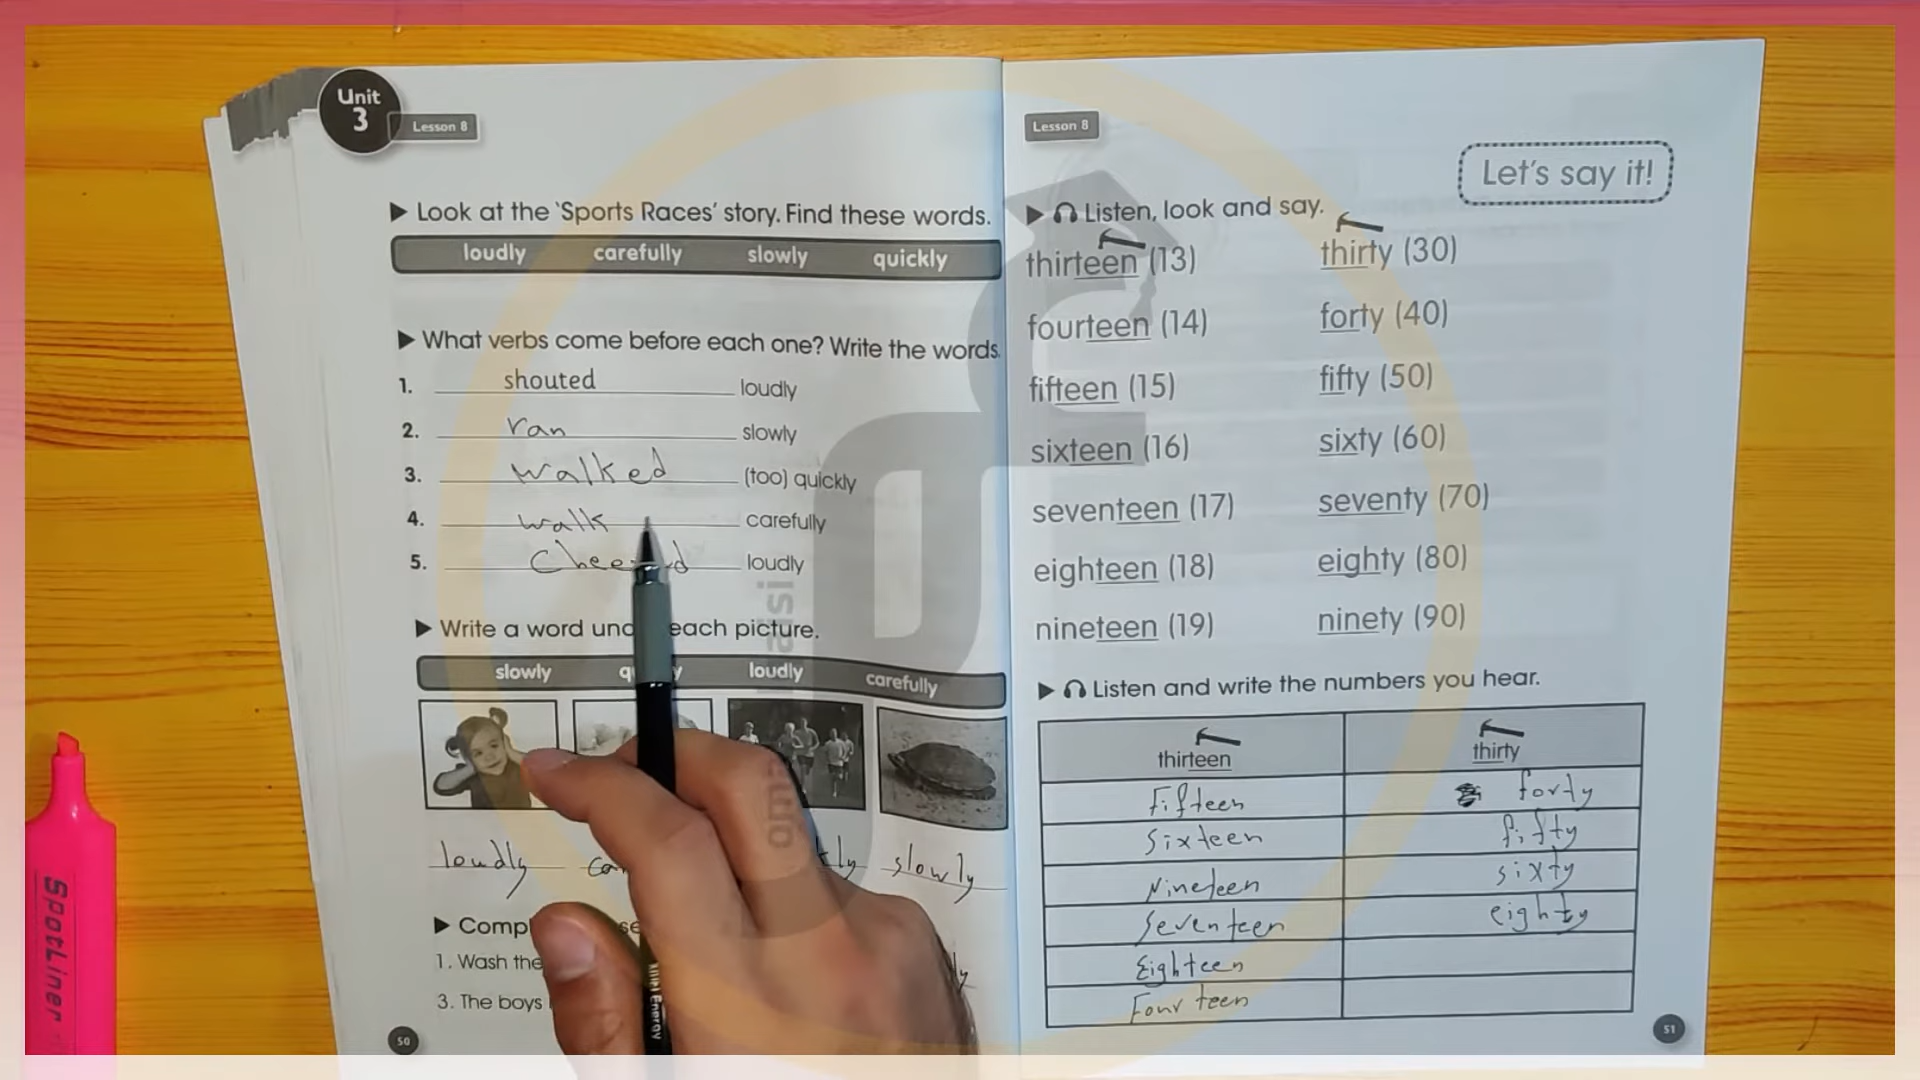 Unit
3
Lesson 8
▶ Look at the 'Sports Races' story. Find these words.
loudly carefully slowly quickly
▶ What verbs come before each one? Write the words.
1. shouted loudly
2. ran slowly
3. walked (too) quickly
4. walk carefully
5. loudly
▶ Write a word each picture.
slowly loudly carefully
loudly slowly
▶
1. Wash the
3. The boys
50
Lesson 8
Let's say it!
▶ Listen, look and say.
thirteen (13) thirty (30)
fourteen (14) forty (40)
fifteen (15) fifty (50)
sixteen (16) sixty (60)
seventeen (17) seventy (70)
eighteen (18) eighty (80)
nineteen (19) ninety (90)
▶ Listen and write the numbers you hear.
thirteen thirty
Fifteen forty
Sixteen fifty
Nineteen sixty
Seventeen eighty
Eighteen
Fourteen
51
SpotLiner